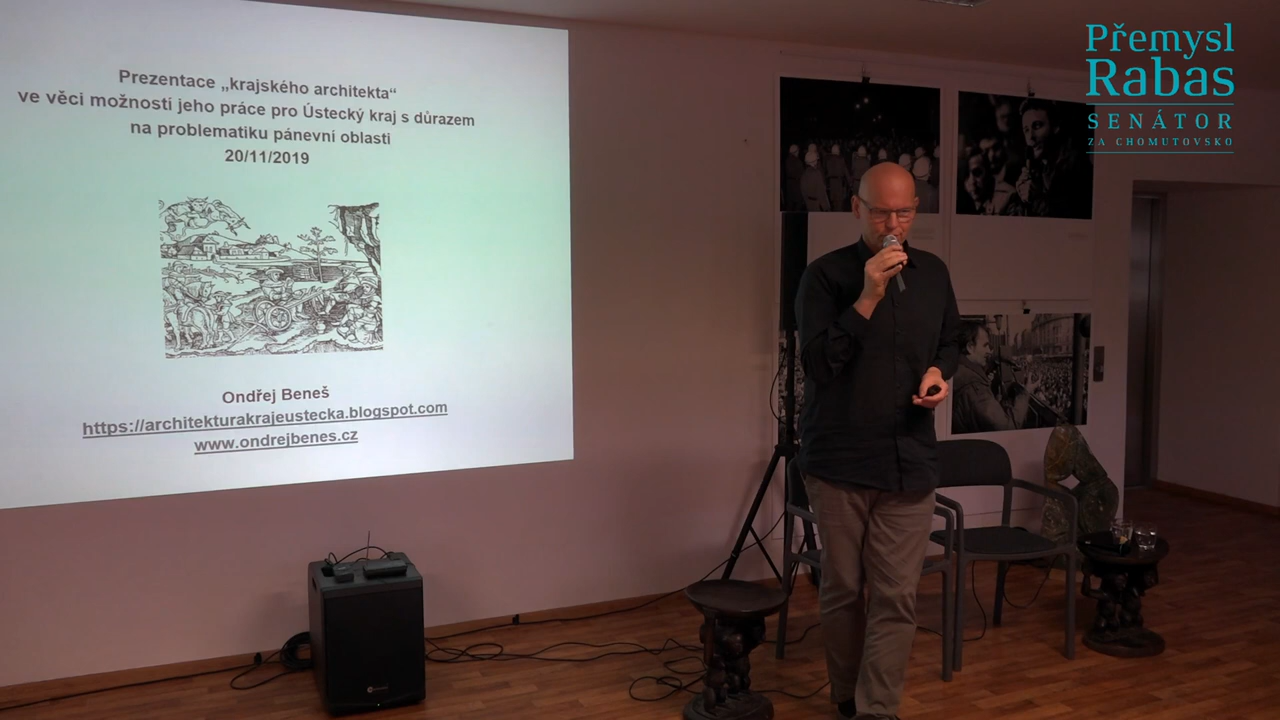 Prezentace „krajského architekta“
ve věci možností jeho práce pro Ústecký kraj s důrazem
na problematiku pánevní oblasti
20/11/2019
Ondřej Beneš
https://architekturakrajeustecka.blogspot.com
www.ondrejbenes.cz
Přemysl
Rabas
SENÁTOR
ZA CHOMUTOVSKO